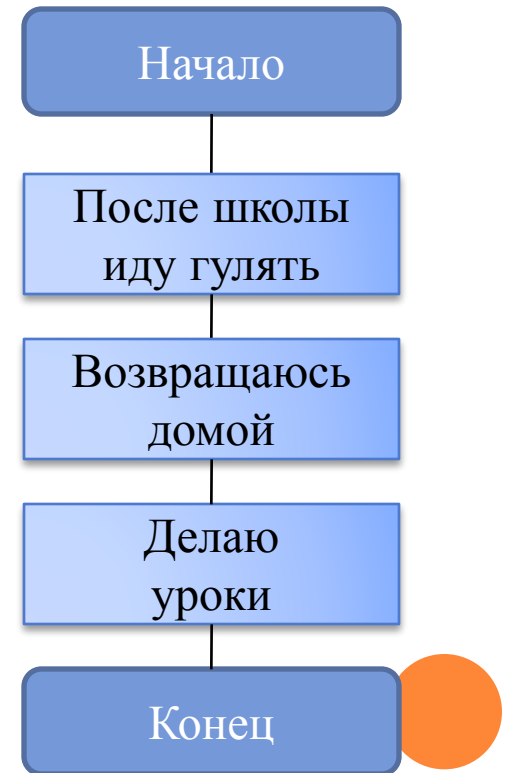 Начало
После школы
иду гулять
Возвращаюсь
домой
Делаю
уроки
Конец